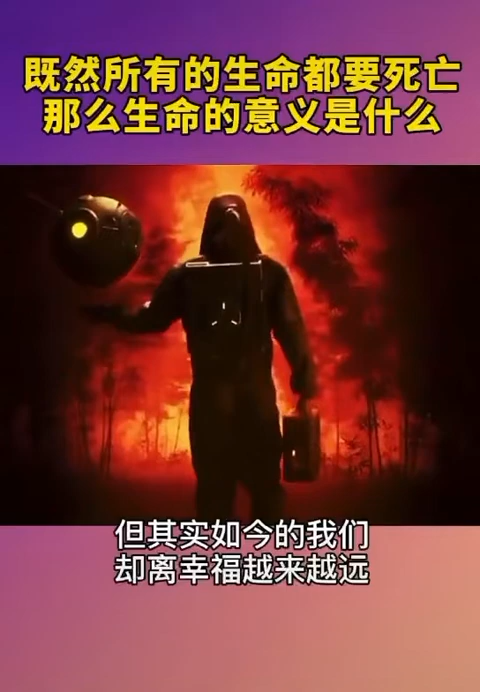 既然所有的生命都要死亡
那么生命的意义是什么
但其实如今的我们
却离幸福越来越远